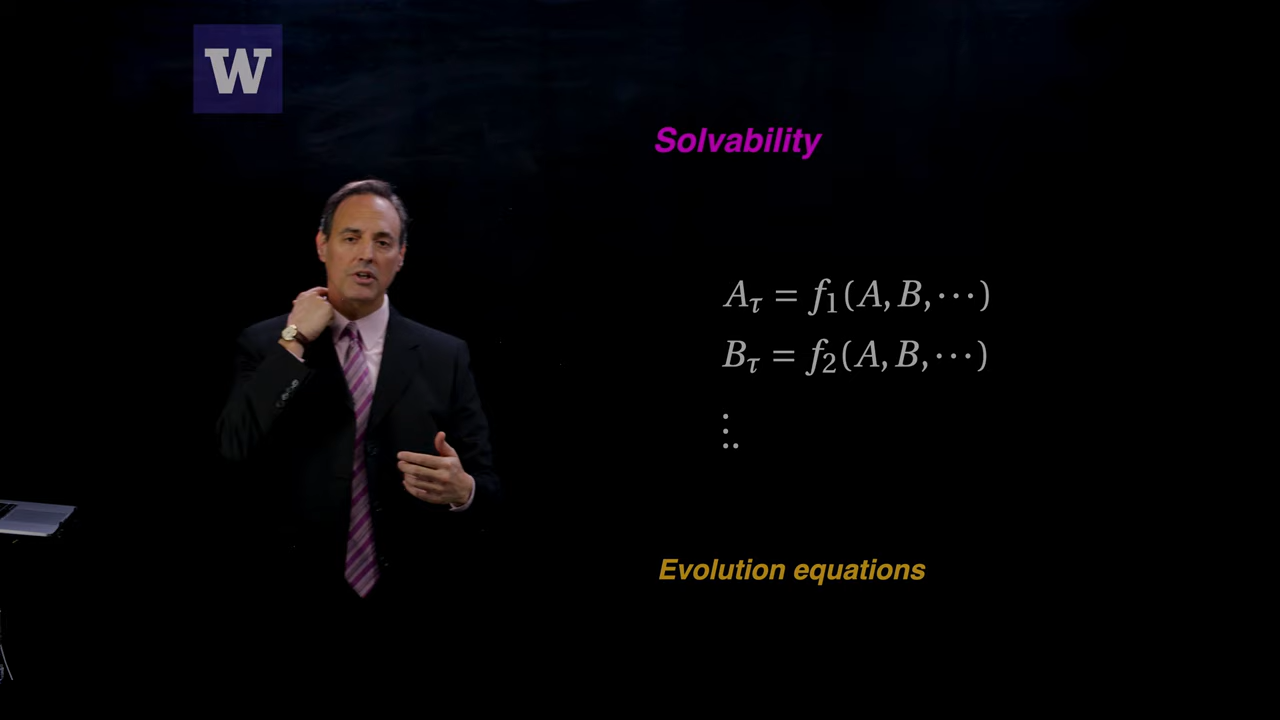 W
Solvability
A_τ = f_1(A, B, ⋯)
B_τ = f_2(A, B, ⋯)
⋮.
Evolution equations